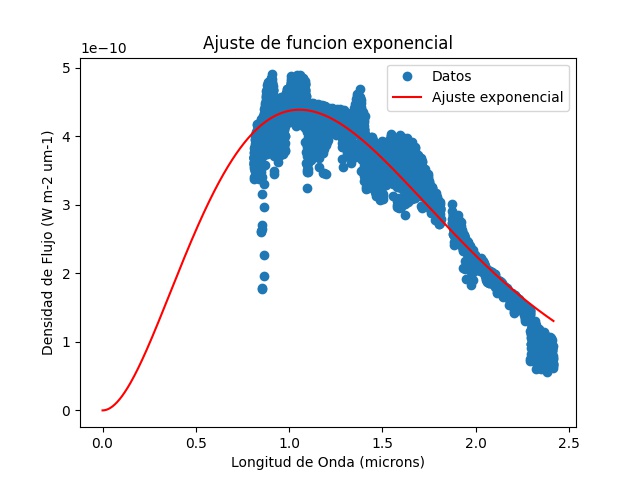 Ajuste de funcion exponencial
1e−10
Datos
Ajuste exponencial
5
4
3
2
1
0
Densidad de Flujo (W m-2 um-1)
0.0 0.5 1.0 1.5 2.0 2.5
Longitud de Onda (microns)